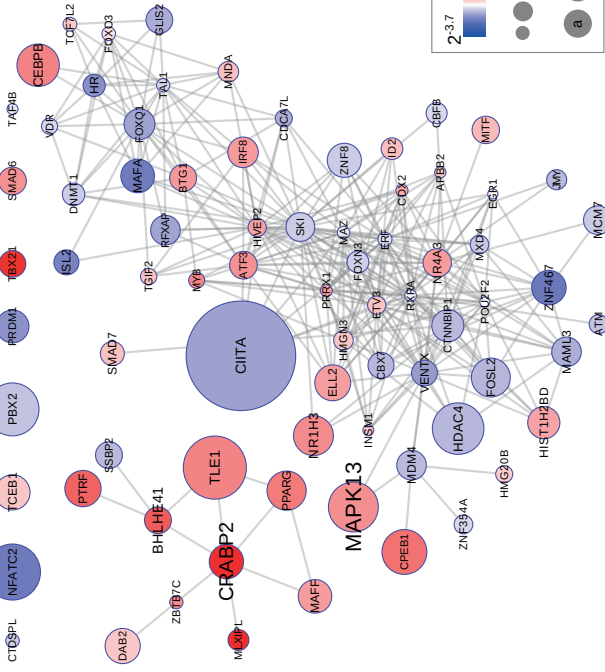 TCF7L2
FOXO3
GLIS2
CEBPB
HR
TAL1
MNDA
2^-3.7
a
TAF4B
VDR
FOXQ1
CDCA7L
CBFB
SMAD6
MAFA
BTG1
IRF8
ZNF8
ID2
MITF
DNMT1
CDX2
APBB2
EGR1
JMY
TBX21
ISL2
RFXAP
HIVEP2
SKI
MAZ
ERF
MXD4
MCM7
TGIF2
MYB
ATF3
FOXN3
NR4A3
PRDM1
PRRX1
ETV3
RXRA
CTNNBIP1
POU2F2
ZNF467
ATM
SMAD7
CIITA
HMGN3
CBX7
VENTX
FOSL2
MAML3
PBX2
ELL2
NR1H3
INSM1
HDAC4
HIST1H2BD
SSBP2
TLE1
MDM4
HMG20B
TCEB1
PTRF
PPARG
MAPK13
BHLHE41
ZNF354A
NFATC2
CRABP2
CPEB1
ZBTB7C
MAFF
CTDSPL
DAB2
MLXIPL